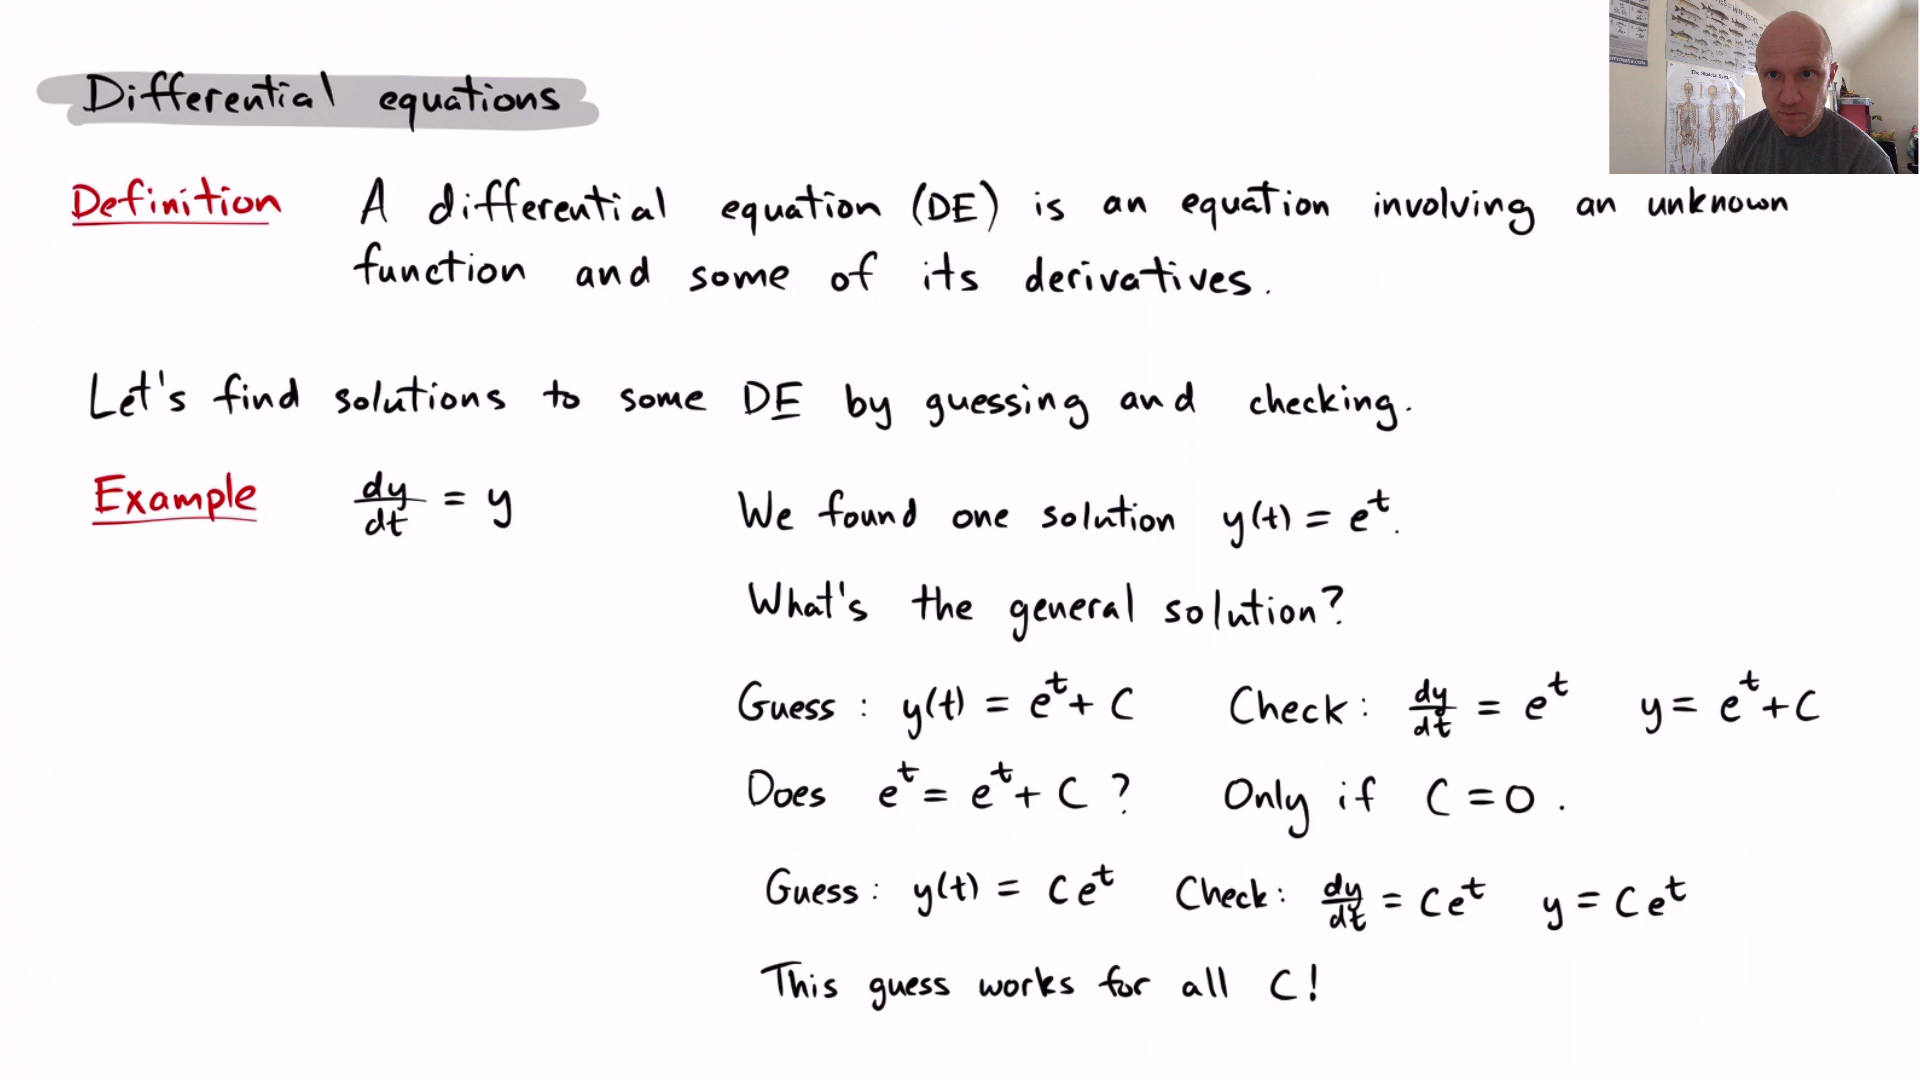 Differential equations
Definition A differential equation (DE) is an equation involving an unknown
function and some of its derivatives.
Let's find solutions to some DE by guessing and checking.
Example dy/dt = y We found one solution y(t) = e^t.
What's the general solution?
Guess: y(t) = e^t + C Check: dy/dt = e^t y = e^t + C
Does e^t = e^t + C ? Only if C = 0.
Guess: y(t) = Ce^t Check: dy/dt = Ce^t y = Ce^t
This guess works for all C!